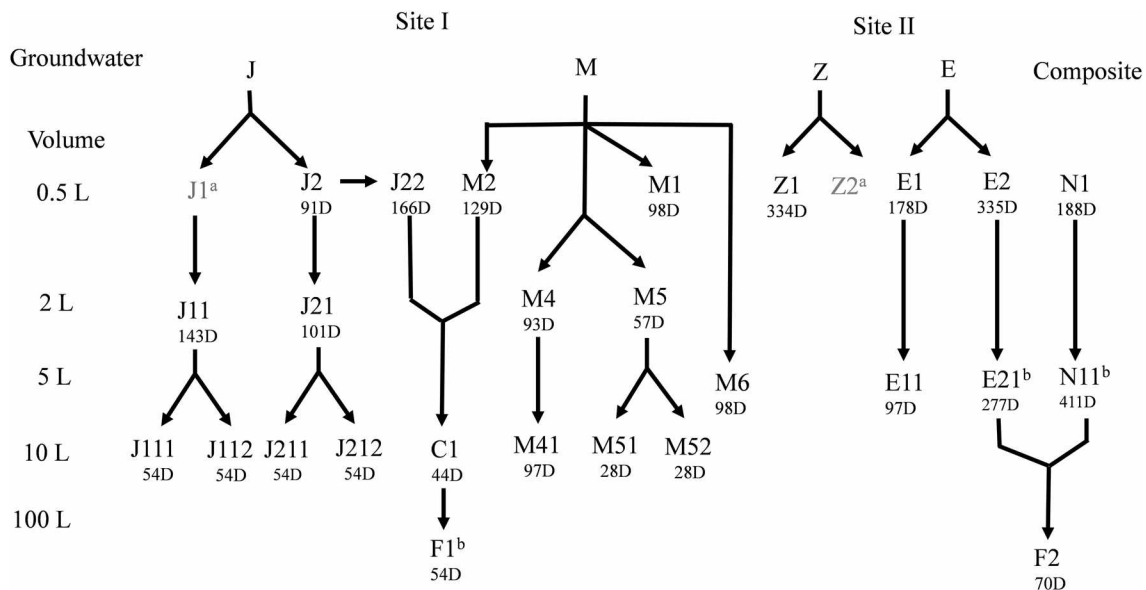 Site I Site II
Groundwater J M Z E Composite
Volume
0.5 L J1ᵃ J2 J22 M2 M1 Z1 Z2ᵃ E1 E2 N1
91D 166D 129D 98D 334D 178D 335D 188D
2 L J11 J21 M4 M5
143D 101D 93D 57D
5 L M6 E11 E21ᵇ N11ᵇ
98D 97D 277D 411D
10 L J111 J112 J211 J212 C1 M41 M51 M52
54D 54D 54D 54D 44D 97D 28D 28D
100 L
F1ᵇ F2
54D 70D